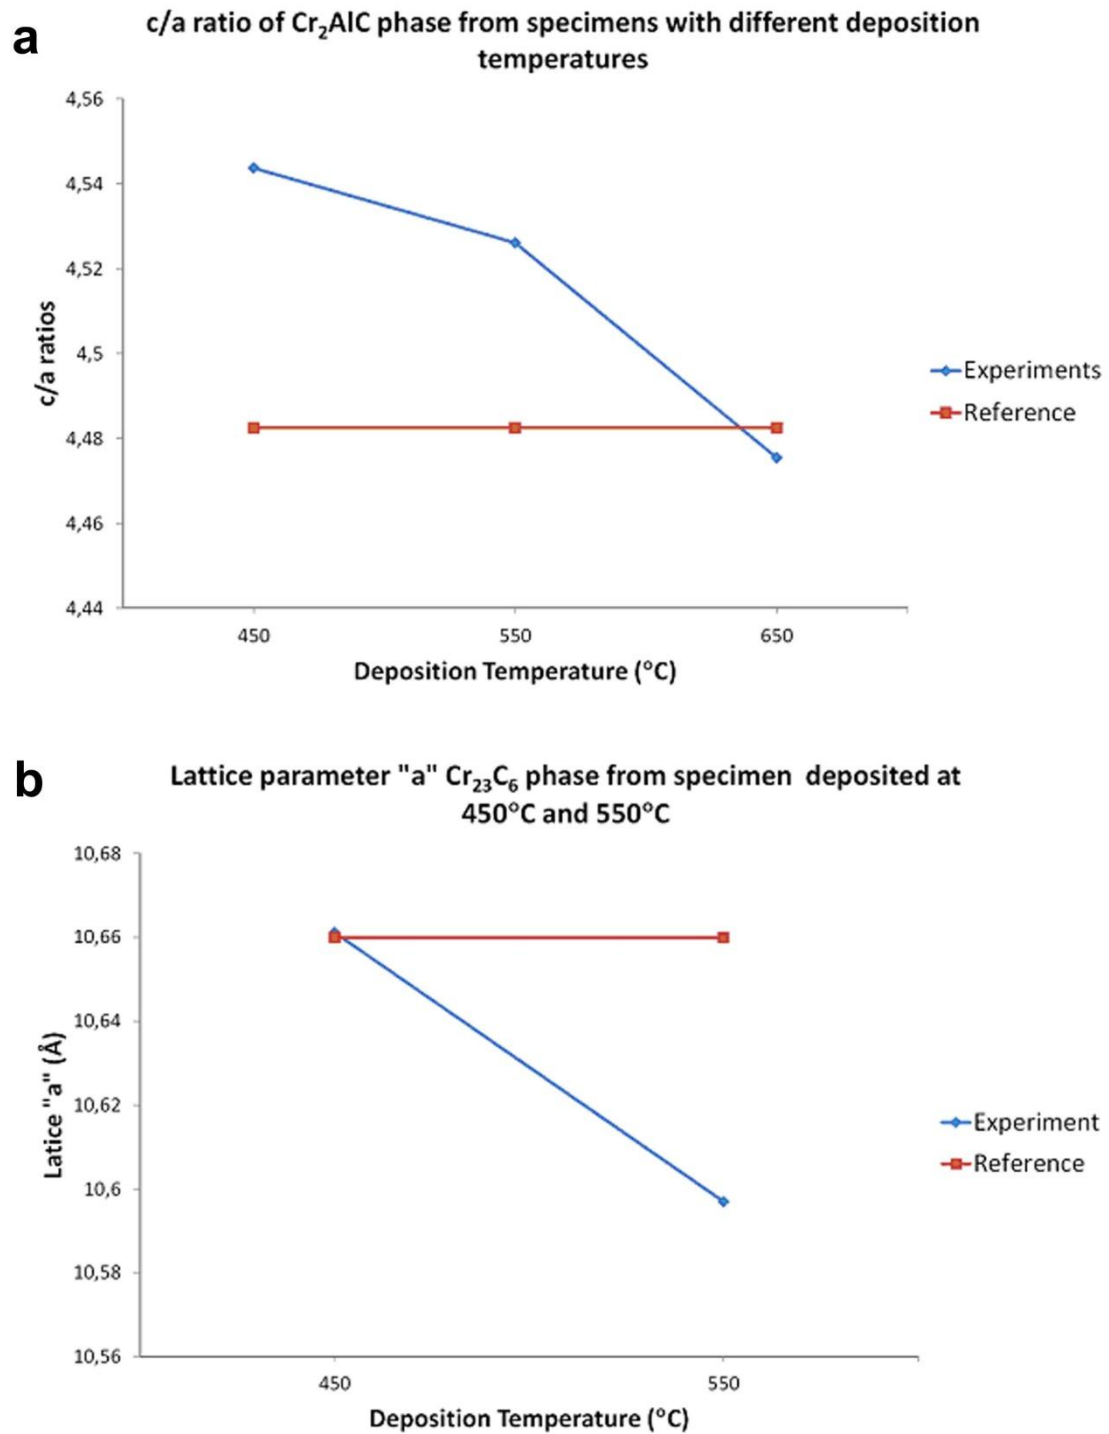 a
c/a ratio of Cr₂AlC phase from specimens with different deposition
temperatures
4,56
4,54
4,52
4,5
4,48
4,46
4,44
c/a ratios
450 550 650
Deposition Temperature (°C)
Experiments
Reference
b
Lattice parameter "a" Cr₂₃C₆ phase from specimen deposited at
450°C and 550°C
10,68
10,66
10,64
10,62
10,6
10,58
10,56
Latice "a" (Å)
450 550
Deposition Temperature (°C)
Experiment
Reference